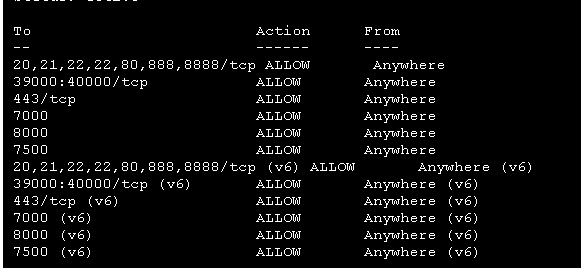 To Action From
-- ------ ----
20,21,22,22,80,888,8888/tcp ALLOW Anywhere
39000:40000/tcp ALLOW Anywhere
443/tcp ALLOW Anywhere
7000 ALLOW Anywhere
8000 ALLOW Anywhere
7500 ALLOW Anywhere
20,21,22,22,80,888,8888/tcp (v6) ALLOW Anywhere (v6)
39000:40000/tcp (v6) ALLOW Anywhere (v6)
443/tcp (v6) ALLOW Anywhere (v6)
7000 (v6) ALLOW Anywhere (v6)
8000 (v6) ALLOW Anywhere (v6)
7500 (v6) ALLOW Anywhere (v6)